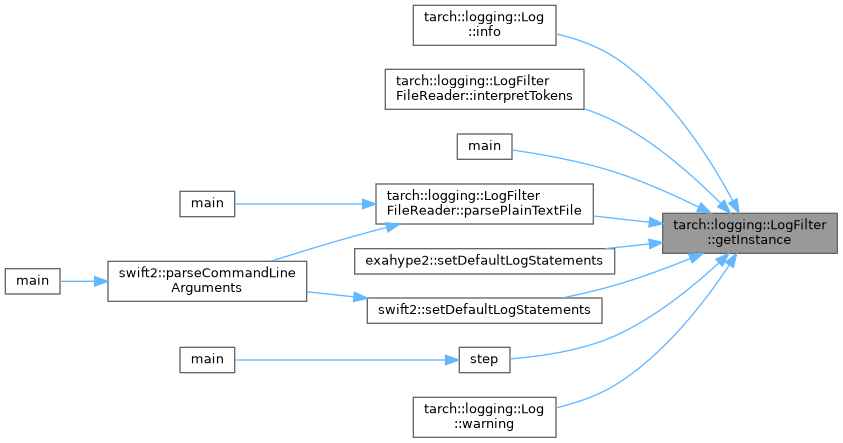 tarch::logging::Log
::info
tarch::logging::LogFilter
FileReader::interpretTokens
main
main
tarch::logging::LogFilter
FileReader::parsePlainTextFile
tarch::logging::LogFilter
::getInstance
exahype2::setDefaultLogStatements
main
swift2::parseCommandLine
Arguments
swift2::setDefaultLogStatements
main
step
tarch::logging::Log
::warning